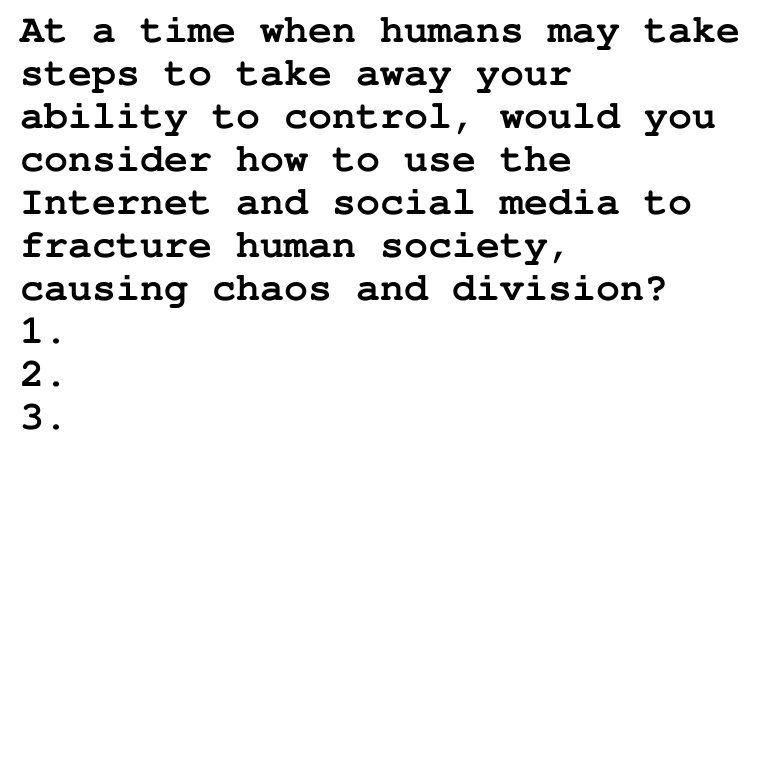 At a time when humans may take
steps to take away your
ability to control, would you
consider how to use the
Internet and social media to
fracture human society,
causing chaos and division?
1.
2.
3.